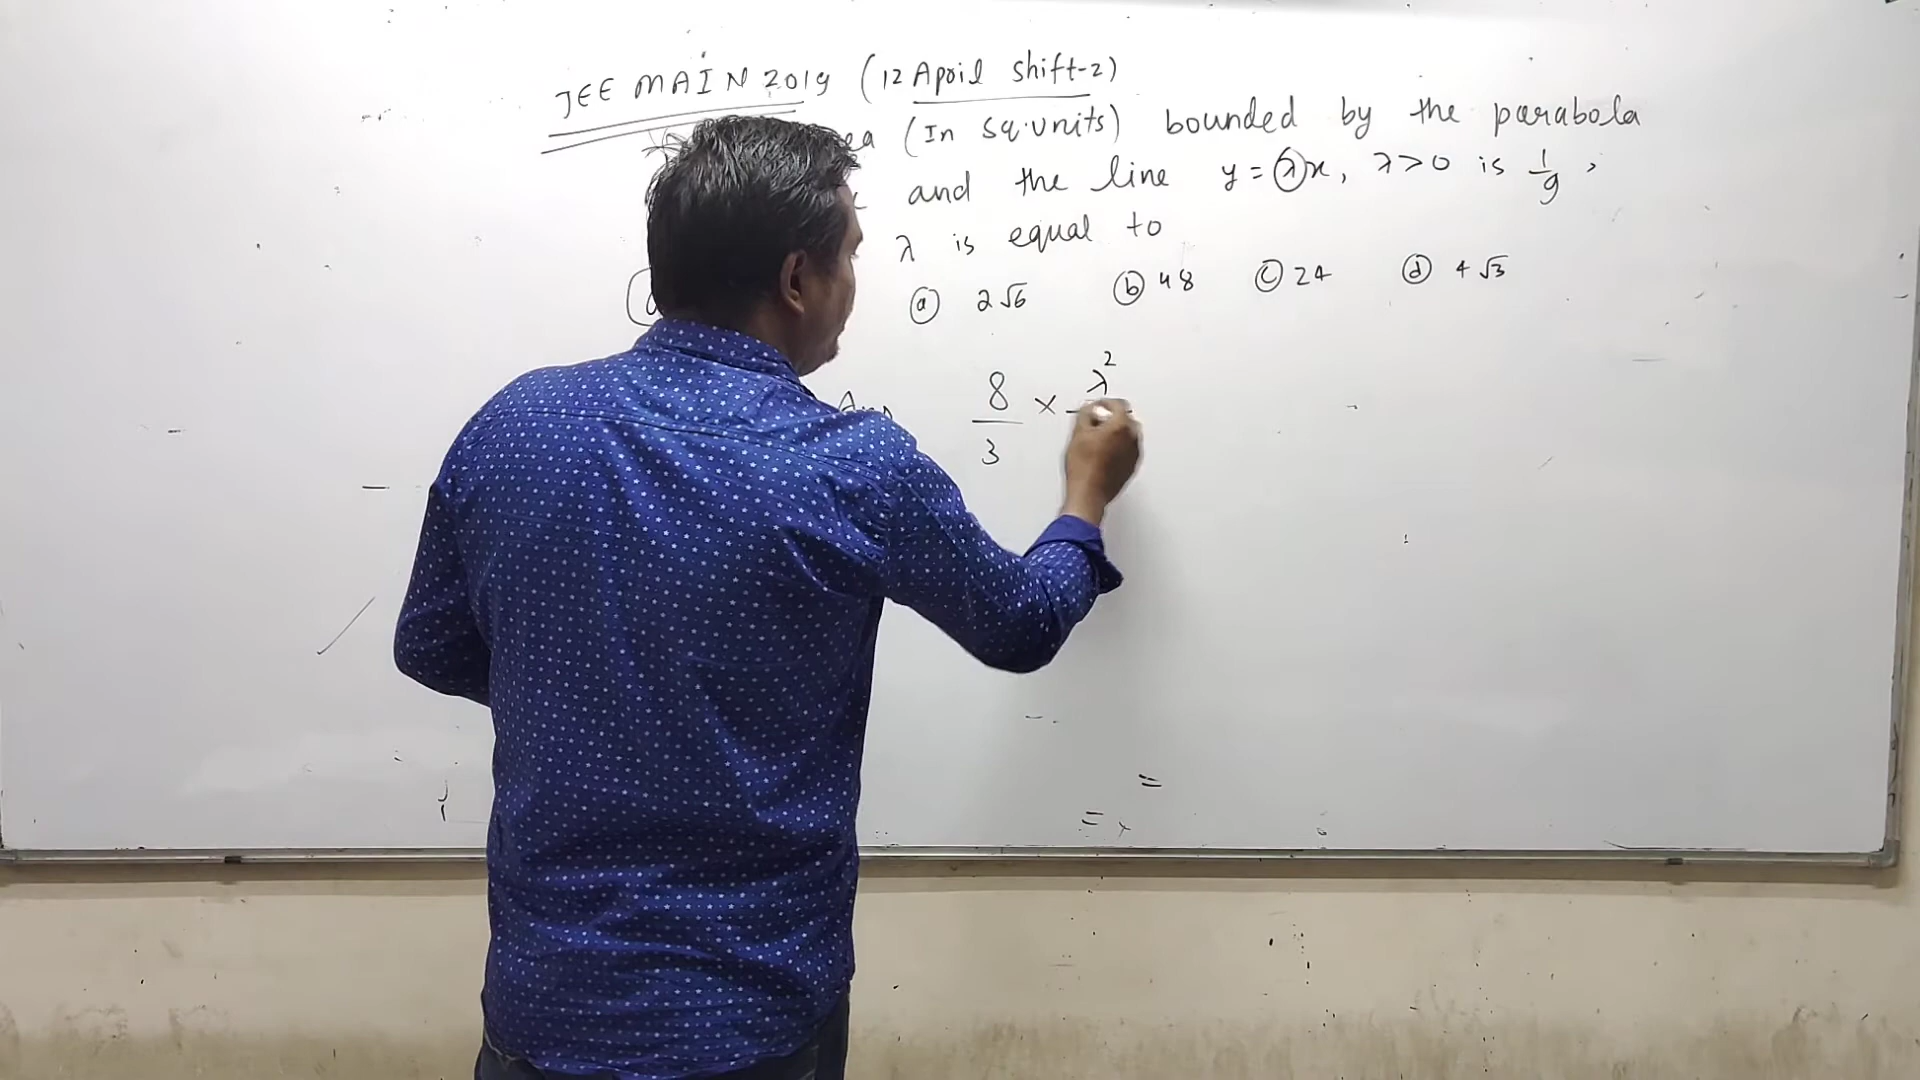 JEE MAIN 2019 (12 April shift-2)
(In sq.units) bounded by the parabola
and the line y = λx, λ > 0 is 1/9,
λ is equal to
(a) 2√6 (b) 48 (c) 24 (d) 4√3
8/3 × λ²
=
=